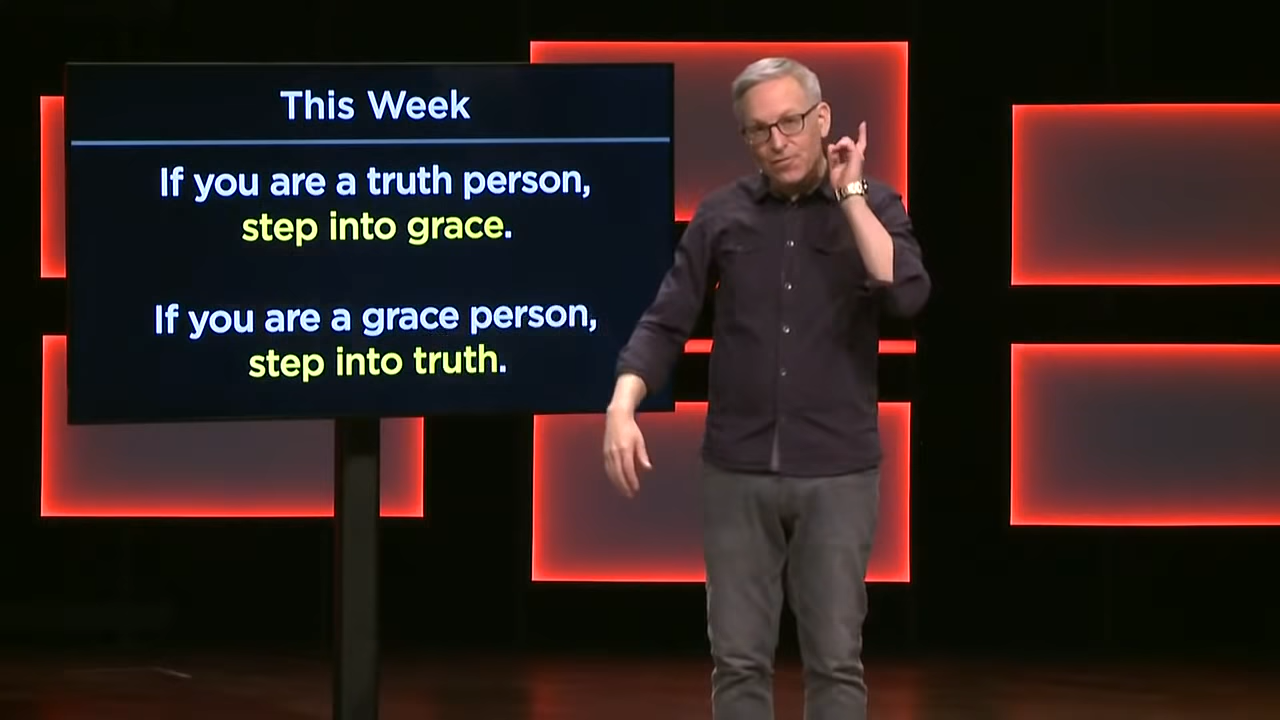 This Week
If you are a truth person,
step into grace.
If you are a grace person,
step into truth.